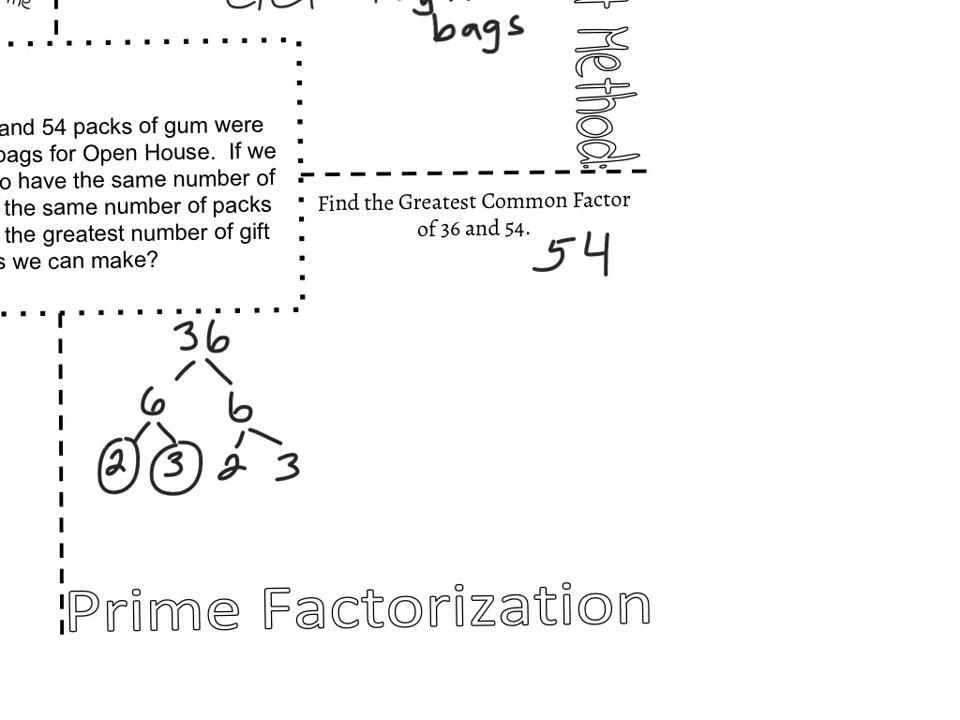 bags
Method:
and 54 packs of gum were
bags for Open House. If we
o have the same number of
the same number of packs
the greatest number of gift
s we can make?
Find the Greatest Common Factor
of 36 and 54.
54
36
6 6
2 3 2 3
Prime Factorization